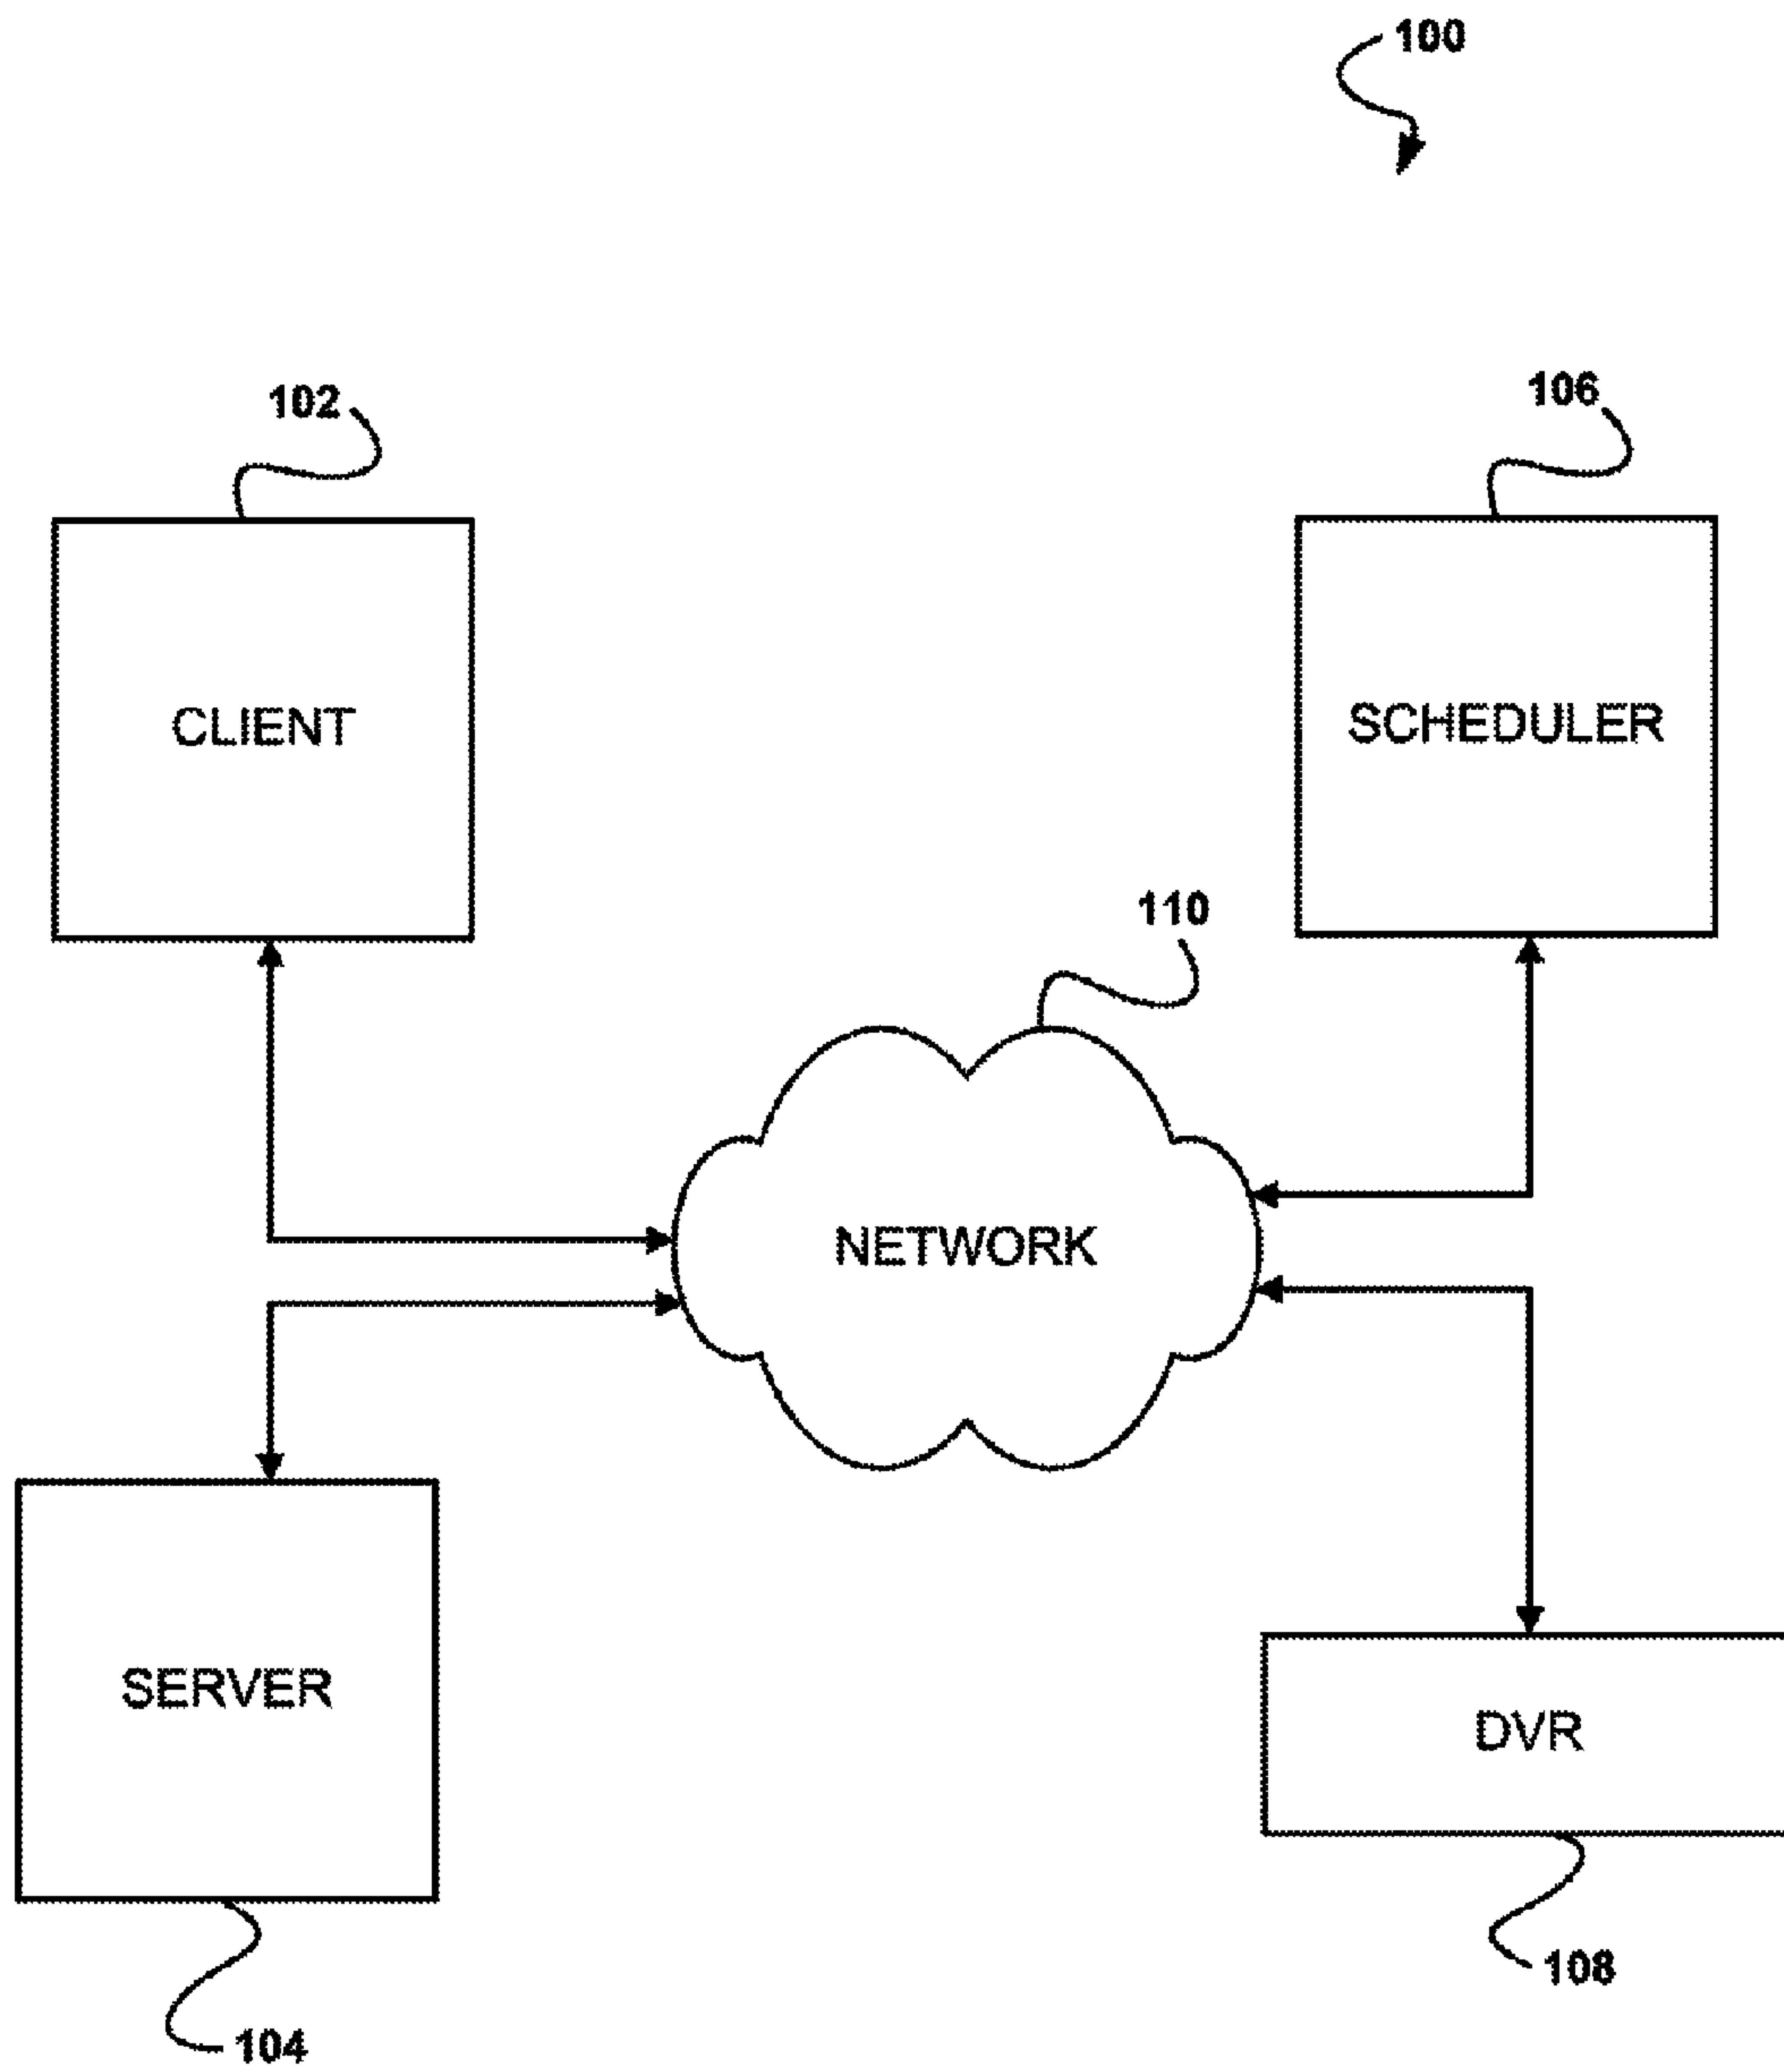 100
102
106
CLIENT
SCHEDULER
110
NETWORK
SERVER
DVR
108
104